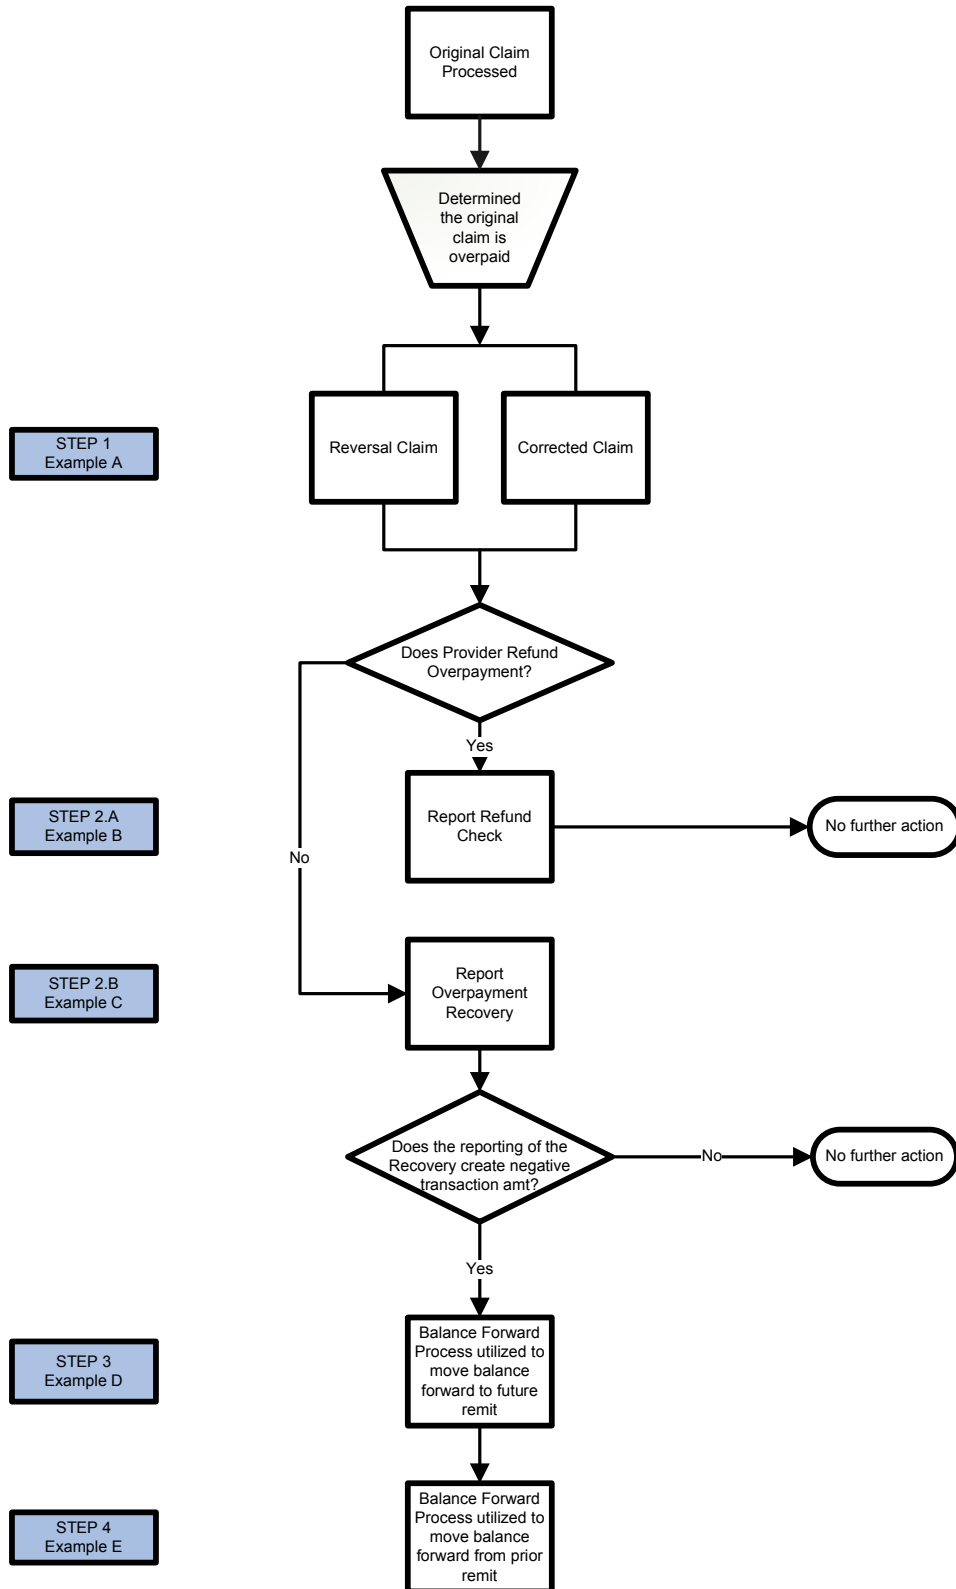 Original Claim
Processed
Determined
the original
claim is
overpaid
STEP 1
Example A
Reversal Claim
Corrected Claim
Does Provider Refund
Overpayment?
Yes
STEP 2.A
Example B
Report Refund
Check
No further action
No
STEP 2.B
Example C
Report
Overpayment
Recovery
Does the reporting of the
Recovery create negative
transaction amt?
No
No further action
Yes
STEP 3
Example D
Balance Forward
Process utilized to
move balance
forward to future
remit
STEP 4
Example E
Balance Forward
Process utilized to
move balance
forward from prior
remit